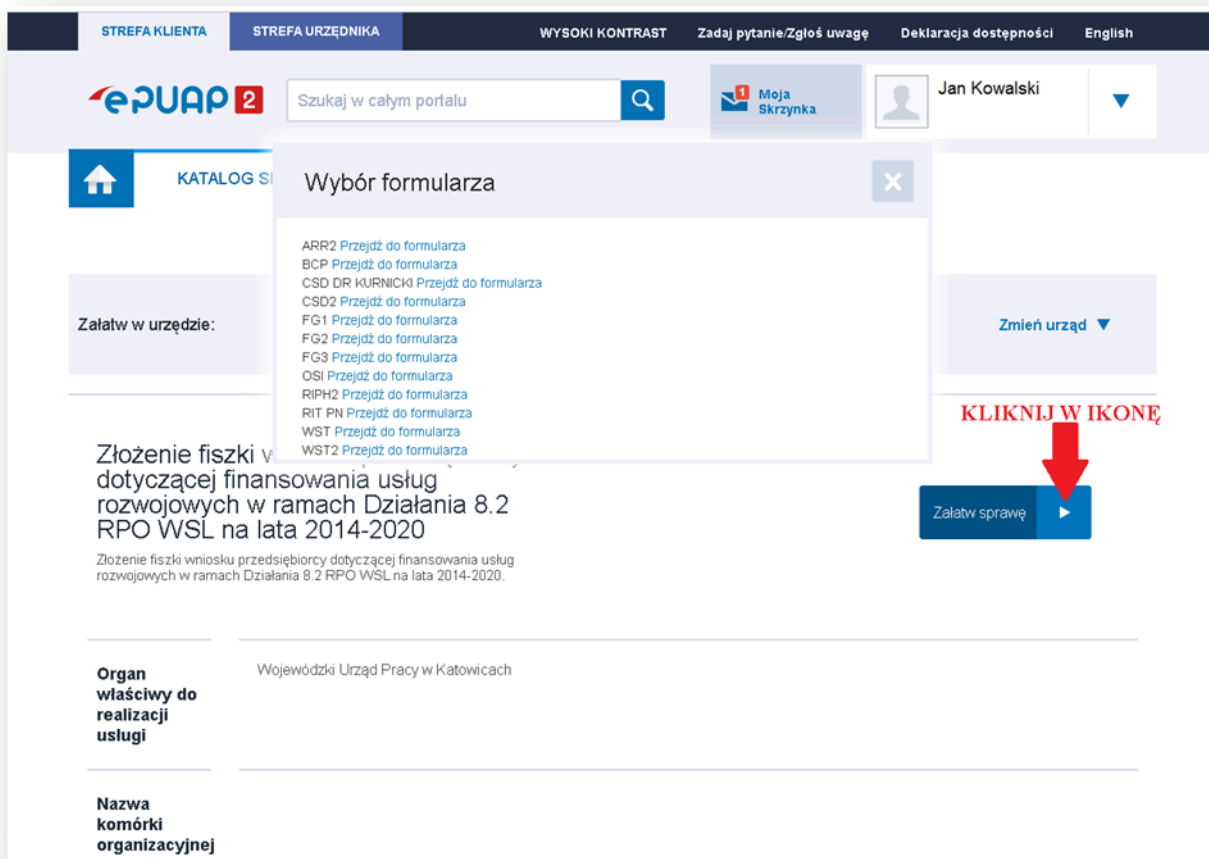 STREFA KLIENTA STREFA URZĘDNIKA WYSOKI KONTRAST Zadaj pytanie/Zgłoś uwagę Deklaracja dostępności English
ePUAP 2 Szukaj w całym portalu 1 Moja Skrzynka Jan Kowalski
KATALOG
Wybór formularza
ARR2 Przejdź do formularza
BCP Przejdź do formularza
CSD DR KURNICKI Przejdź do formularza
CSD2 Przejdź do formularza
FG1 Przejdź do formularza
FG2 Przejdź do formularza
FG3 Przejdź do formularza
OSI Przejdź do formularza
RIPH2 Przejdź do formularza
RIT PN Przejdź do formularza
WST Przejdź do formularza
WST2 Przejdź do formularza
Załatw w urzędzie: Zmień urząd
KLIKNIJ W IKONĘ
Złożenie fiszki
dotyczącej finansowania usług
rozwojowych w ramach Działania 8.2
RPO WSL na lata 2014-2020
Załatw sprawę
Złożenie fiszki wniosku przedsiębiorcy dotyczącej finansowania usług
rozwojowych w ramach Działania 8.2 RPO WSL na lata 2014-2020.
Organ
właściwy do
realizacji
usługi
Wojewódzki Urząd Pracy w Katowicach
Nazwa
komórki
organizacyjnej